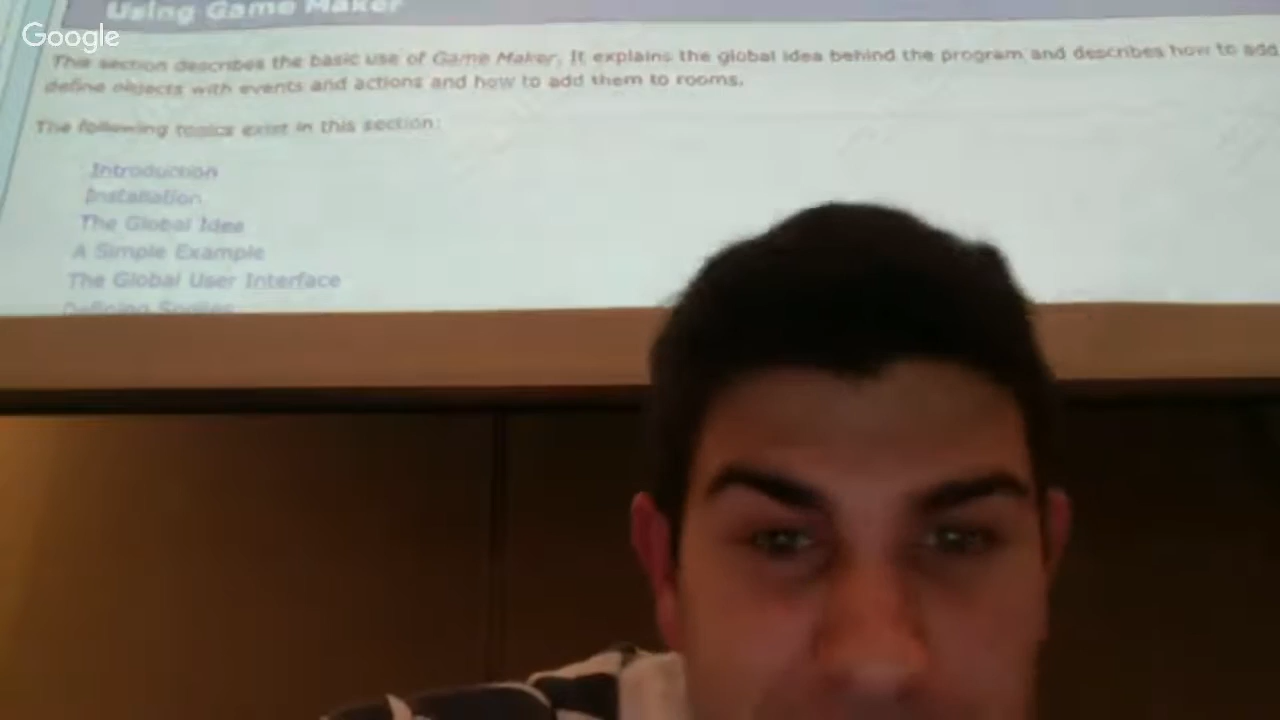 Using Game Maker
Google
This section describes the basic use of Game Maker. It explains the global idea behind the program and describes how to add
define objects with events and actions and how to add them to rooms.
The following topics exist in this section:
Introduction
Installation
The Global Idea
A Simple Example
The Global User Interface
Defining Sprites